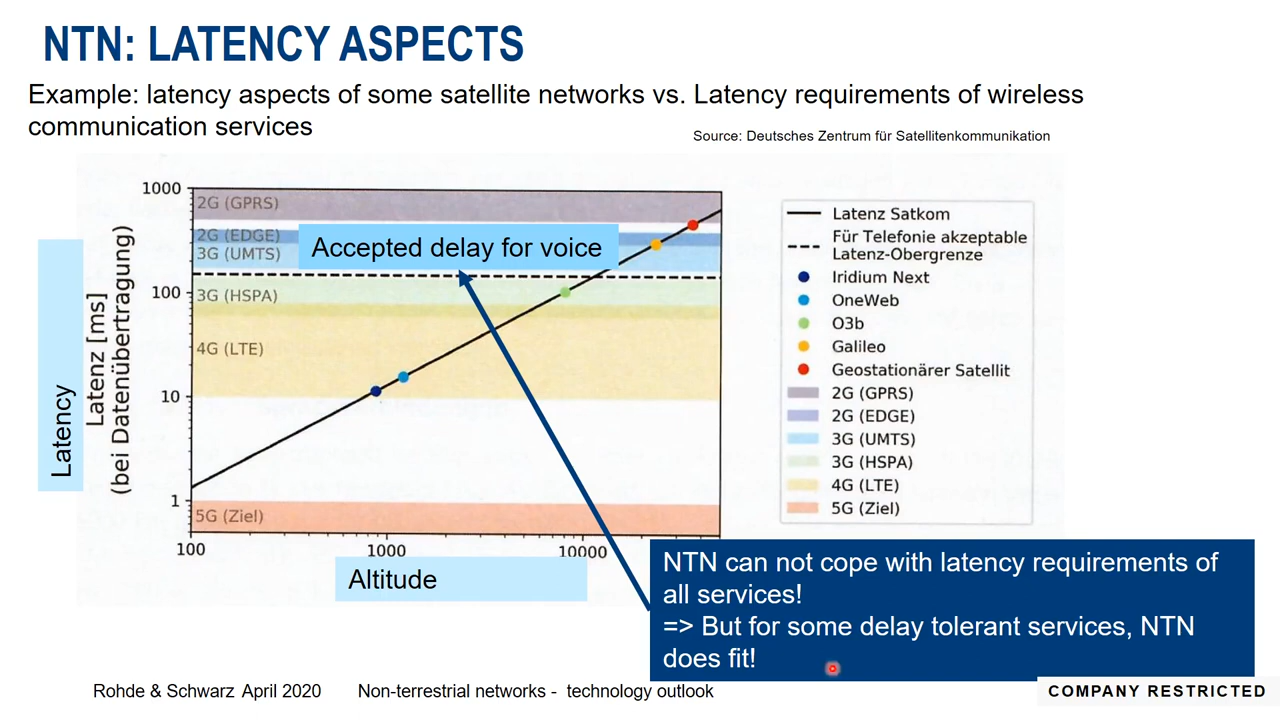 NTN: LATENCY ASPECTS
Example: latency aspects of some satellite networks vs. Latency requirements of wireless
communication services
Source: Deutsches Zentrum für Satellitenkommunikation
Latency
Latenz [ms]
(bei Datenübertragung)
1000
100
10
1
2G (GPRS)
2G (EDGE)
3G (UMTS)
3G (HSPA)
4G (LTE)
5G (Ziel)
Accepted delay for voice
100
1000
10000
Altitude
Latenz Satkom
Für Telefonie akzeptable
Latenz-Obergrenze
Iridium Next
OneWeb
O3b
Galileo
Geostationärer Satellit
2G (GPRS)
2G (EDGE)
3G (UMTS)
3G (HSPA)
4G (LTE)
5G (Ziel)
NTN can not cope with latency requirements of
all services!
=> But for some delay tolerant services, NTN
does fit!
Rohde & Schwarz April 2020
Non-terrestrial networks - technology outlook
COMPANY RESTRICTED